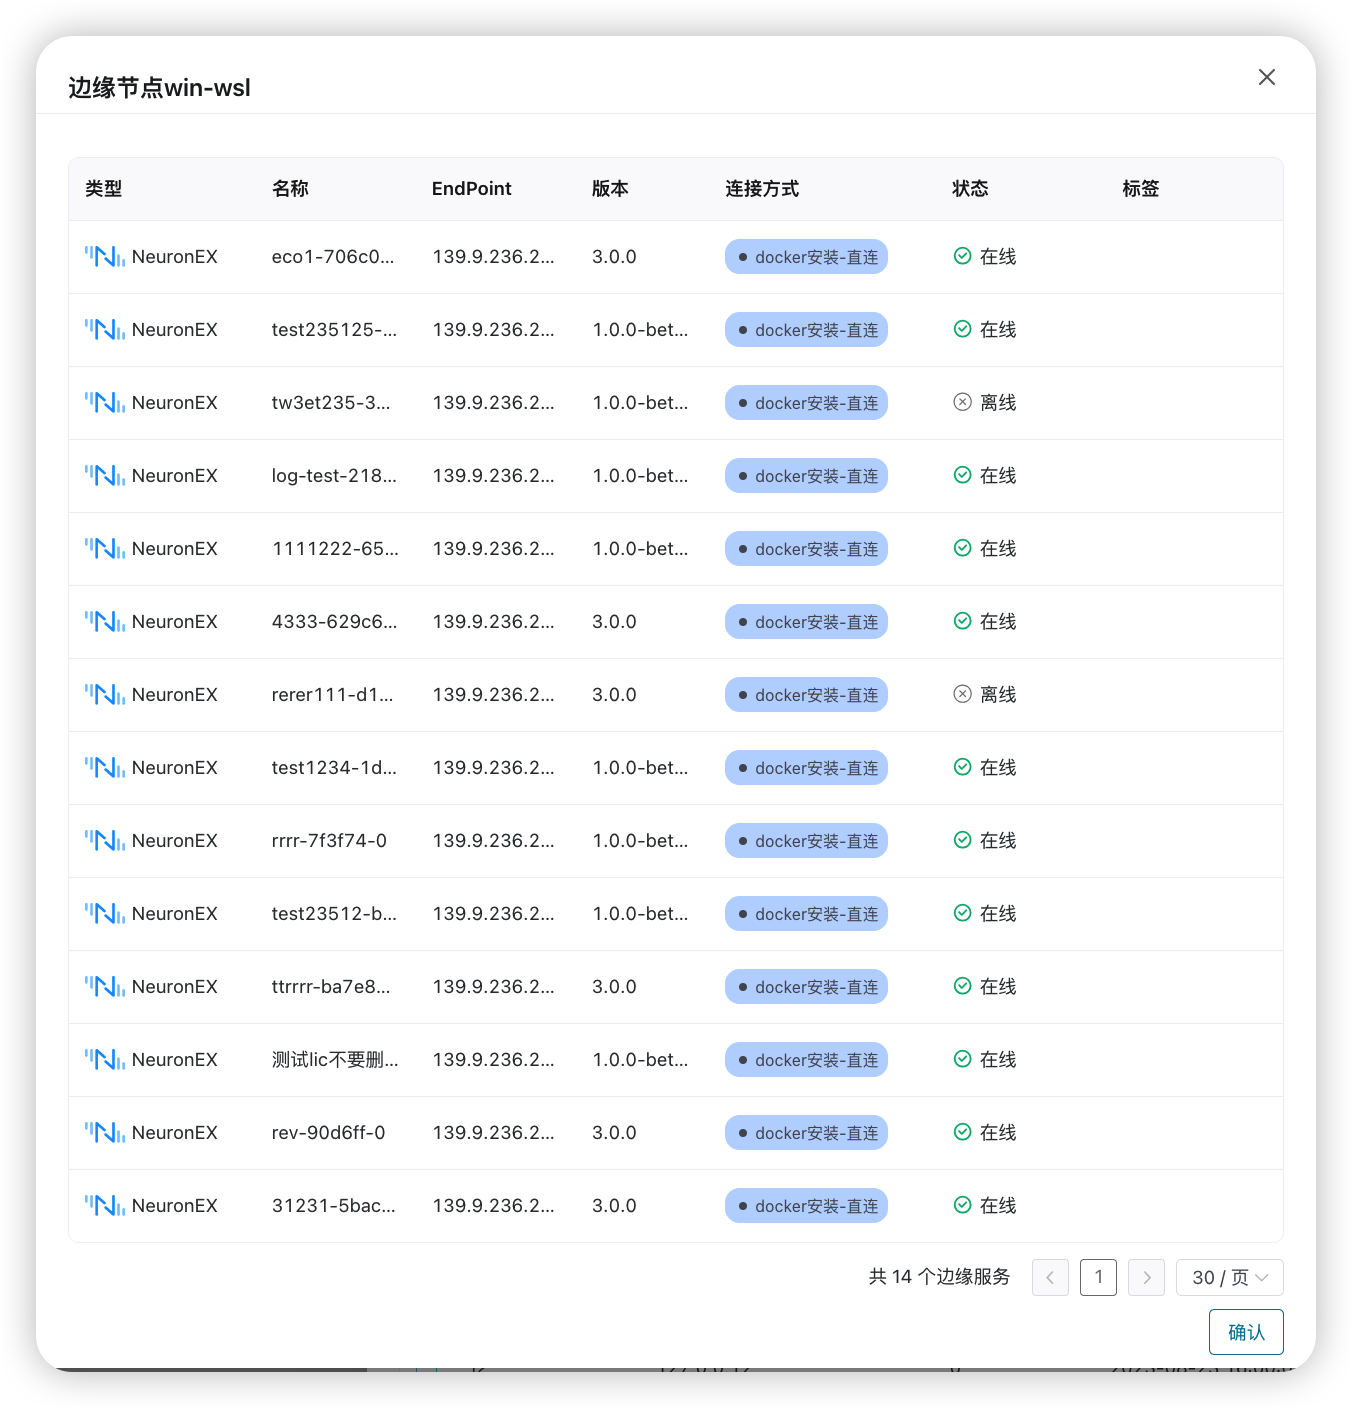 边缘节点win-wsl
类型 名称 EndPoint 版本 连接方式 状态 标签
NeuronEX eco1-706c0... 139.9.236.2... 3.0.0 docker安装-直连 在线
NeuronEX test235125-... 139.9.236.2... 1.0.0-bet... docker安装-直连 在线
NeuronEX tw3et235-3... 139.9.236.2... 1.0.0-bet... docker安装-直连 离线
NeuronEX log-test-218... 139.9.236.2... 1.0.0-bet... docker安装-直连 在线
NeuronEX 1111222-65... 139.9.236.2... 1.0.0-bet... docker安装-直连 在线
NeuronEX 4333-629c6... 139.9.236.2... 3.0.0 docker安装-直连 在线
NeuronEX rerer111-d1... 139.9.236.2... 3.0.0 docker安装-直连 离线
NeuronEX test1234-1d... 139.9.236.2... 1.0.0-bet... docker安装-直连 在线
NeuronEX rrrr-7f3f74-0 139.9.236.2... 1.0.0-bet... docker安装-直连 在线
NeuronEX test23512-b... 139.9.236.2... 1.0.0-bet... docker安装-直连 在线
NeuronEX ttrrrr-ba7e8... 139.9.236.2... 3.0.0 docker安装-直连 在线
NeuronEX 测试lic不要删... 139.9.236.2... 1.0.0-bet... docker安装-直连 在线
NeuronEX rev-90d6ff-0 139.9.236.2... 3.0.0 docker安装-直连 在线
NeuronEX 31231-5bac... 139.9.236.2... 3.0.0 docker安装-直连 在线
共 14 个边缘服务 1 30 / 页
确认